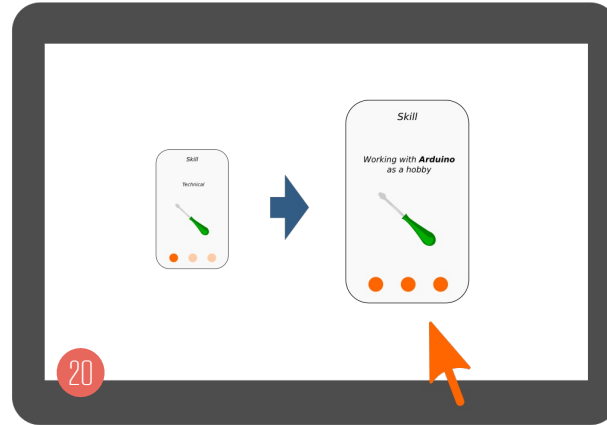 Skill
Technical
Skill
Working with Arduino
as a hobby
20